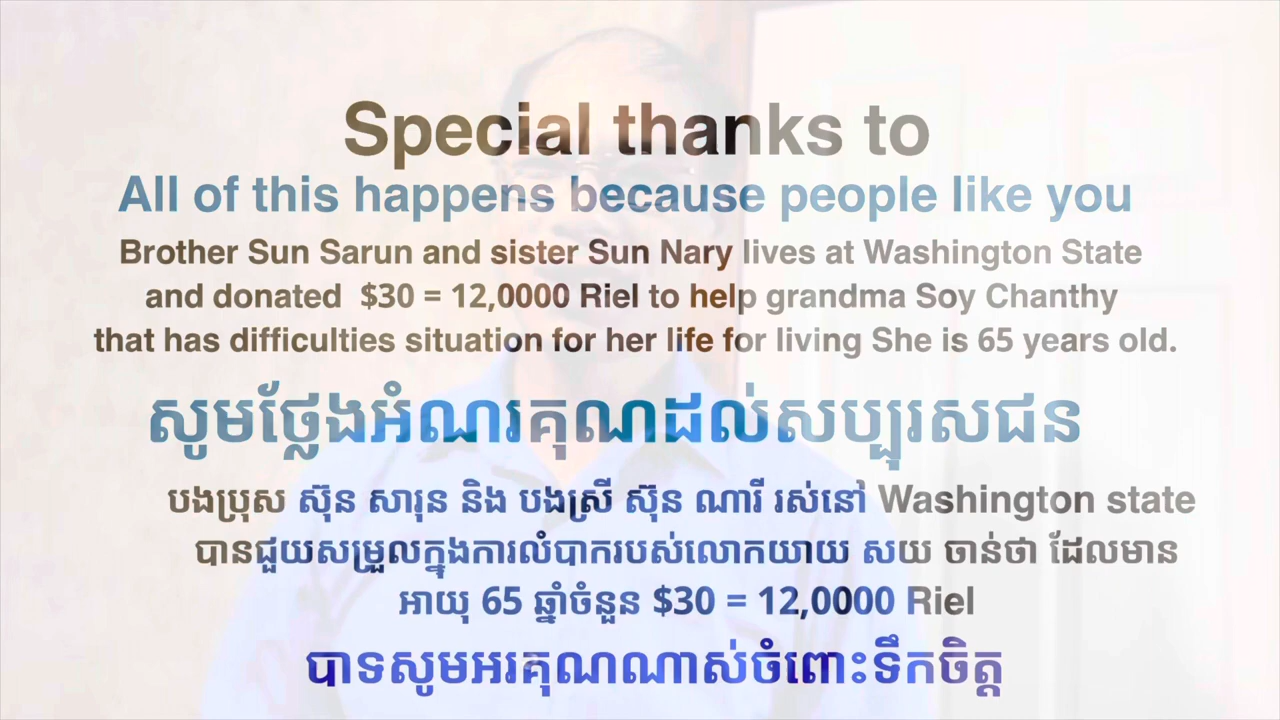 Special thanks to
All of this happens because people like you
Brother Sun Sarun and sister Sun Nary lives at Washington State
and donated $30 = 12,0000 Riel to help grandma Soy Chanthy
that has difficulties situation for her life for living She is 65 years old.
សូមថ្លែងអំណរគុណដល់សប្បុរសជន
បងប្រុស ស៊ុន សារុន និង បងស្រី ស៊ុន ណារី រស់នៅ Washington state
បានជួយសម្រួលក្នុងការលំបាករបស់លោកយាយ សយ ចាន់ថា ដែលមាន
អាយុ 65 ឆ្នាំចំនួន $30 = 12,0000 Riel
បាទសូមអរគុណណាស់ចំពោះទឹកចិត្ត